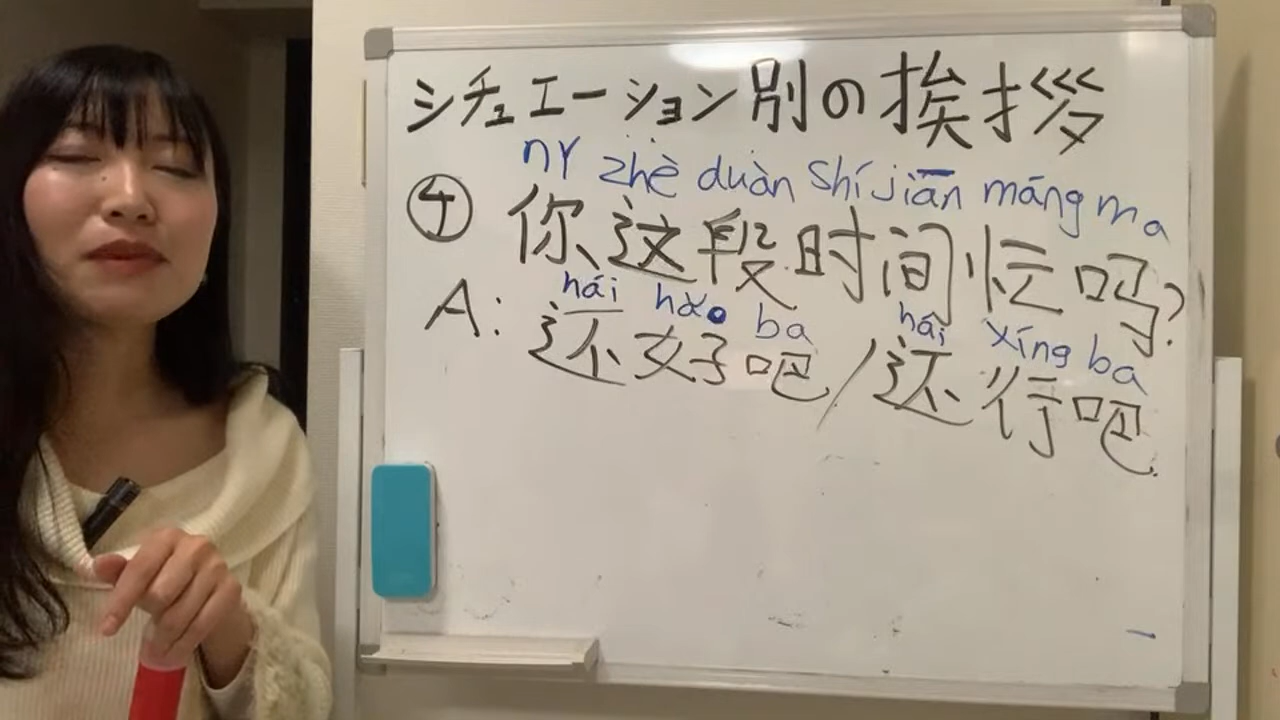 シチュエーション別の挨拶
nǐ zhè duàn shí jiān máng ma
④ 你这段时间忙吗?
hái hǎo ba hái xíng ba
A: 还好吧/还行吧.